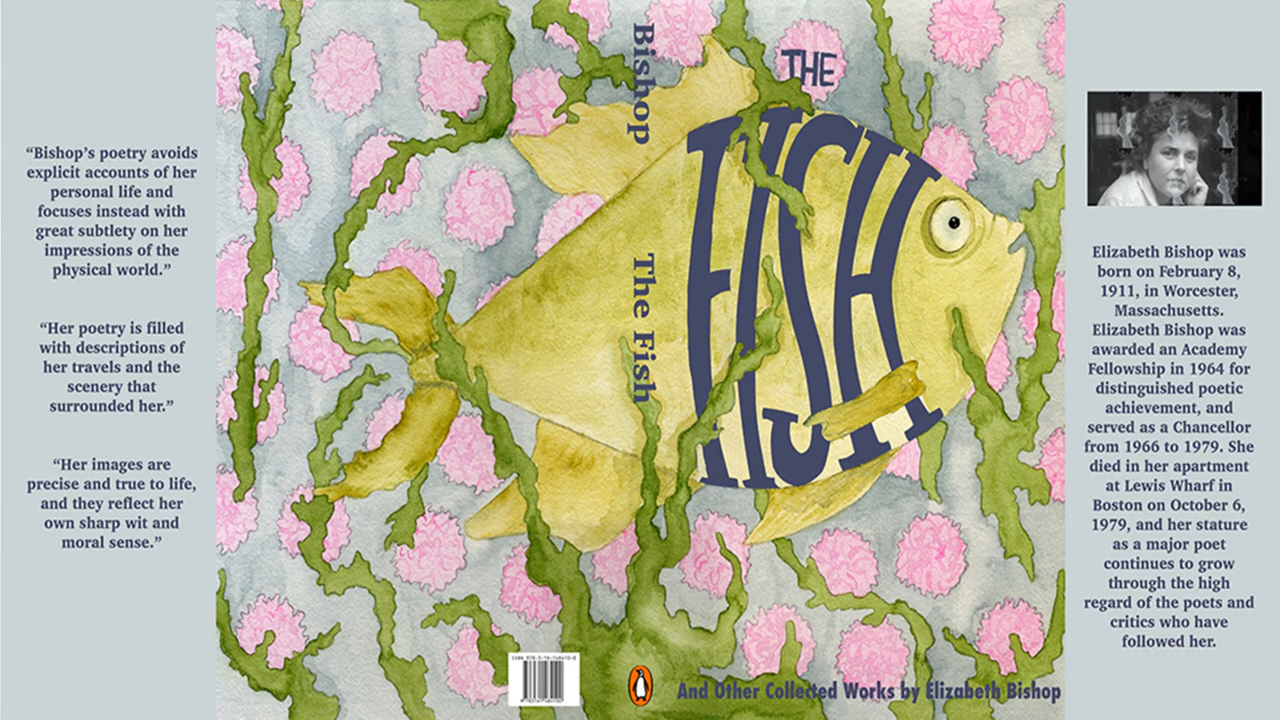 “Bishop’s poetry avoids
explicit accounts of her
personal life and
focuses instead with
great subtlety on her
impressions of the
physical world.”
“Her poetry is filled
with descriptions of
her travels and the
scenery that
surrounded her.”
“Her images are
precise and true to life,
and they reflect her
own sharp wit and
moral sense.”
Bishop
The Fish
THE
FISH
And Other Collected Works by Elizabeth Bishop
Elizabeth Bishop was
born on February 8,
1911, in Worcester,
Massachusetts.
Elizabeth Bishop was
awarded an Academy
Fellowship in 1964 for
distinguished poetic
achievement, and
served as a Chancellor
from 1966 to 1979. She
died in her apartment
at Lewis Wharf in
Boston on October 6,
1979, and her stature
as a major poet
continues to grow
through the high
regard of the poets and
critics who have
followed her.